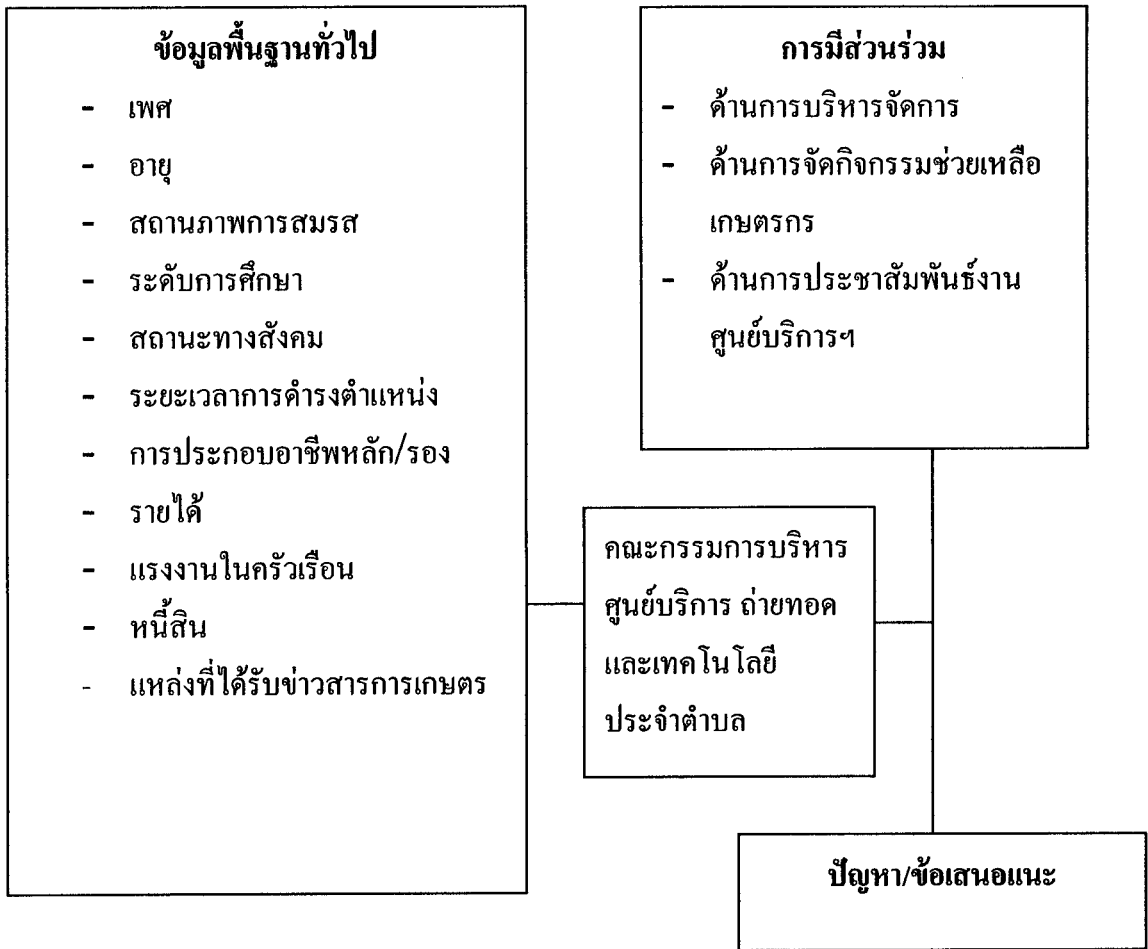 ข้อมูลพื้นฐานทั่วไป
- เพศ
- อายุ
- สถานภาพการสมรส
- ระดับการศึกษา
- สถานะทางสังคม
- ระยะเวลาการดำรงตำแหน่ง
- การประกอบอาชีพหลัก/รอง
- รายได้
- แรงงานในครัวเรือน
- หนี้สิน
- แหล่งที่ได้รับข่าวสารการเกษตร
การมีส่วนร่วม
- ด้านการบริหารจัดการ
- ด้านการจัดกิจกรรมช่วยเหลือ
เกษตรกร
- ด้านการประชาสัมพันธ์งาน
ศูนย์บริการฯ
คณะกรรมการบริหาร
ศูนย์บริการ ถ่ายทอด
และเทคโนโลยี
ประจำตำบล
ปัญหา/ข้อเสนอแนะ